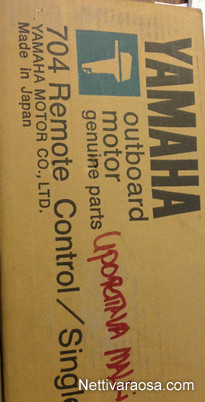 YAMAHA
outboard
motor
genuine parts
704 Remote Control / Single
YAMAHA MOTOR CO., LTD.
Made in Japan
Nettivaraosa.com